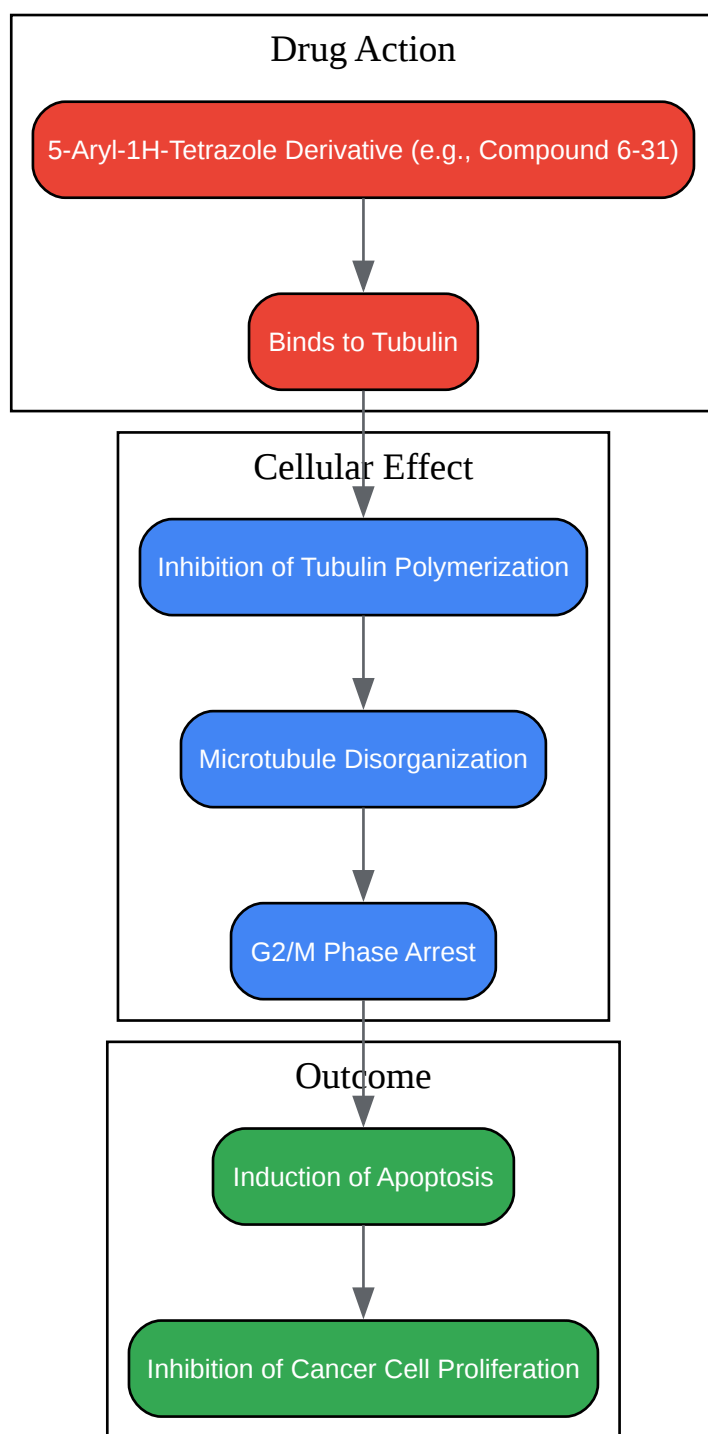 Drug Action
5-Aryl-1H-Tetrazole Derivative (e.g., Compound 6-31)
Binds to Tubulin
Cellular Effect
Inhibition of Tubulin Polymerization
Microtubule Disorganization
G2/M Phase Arrest
Outcome
Induction of Apoptosis
Inhibition of Cancer Cell Proliferation